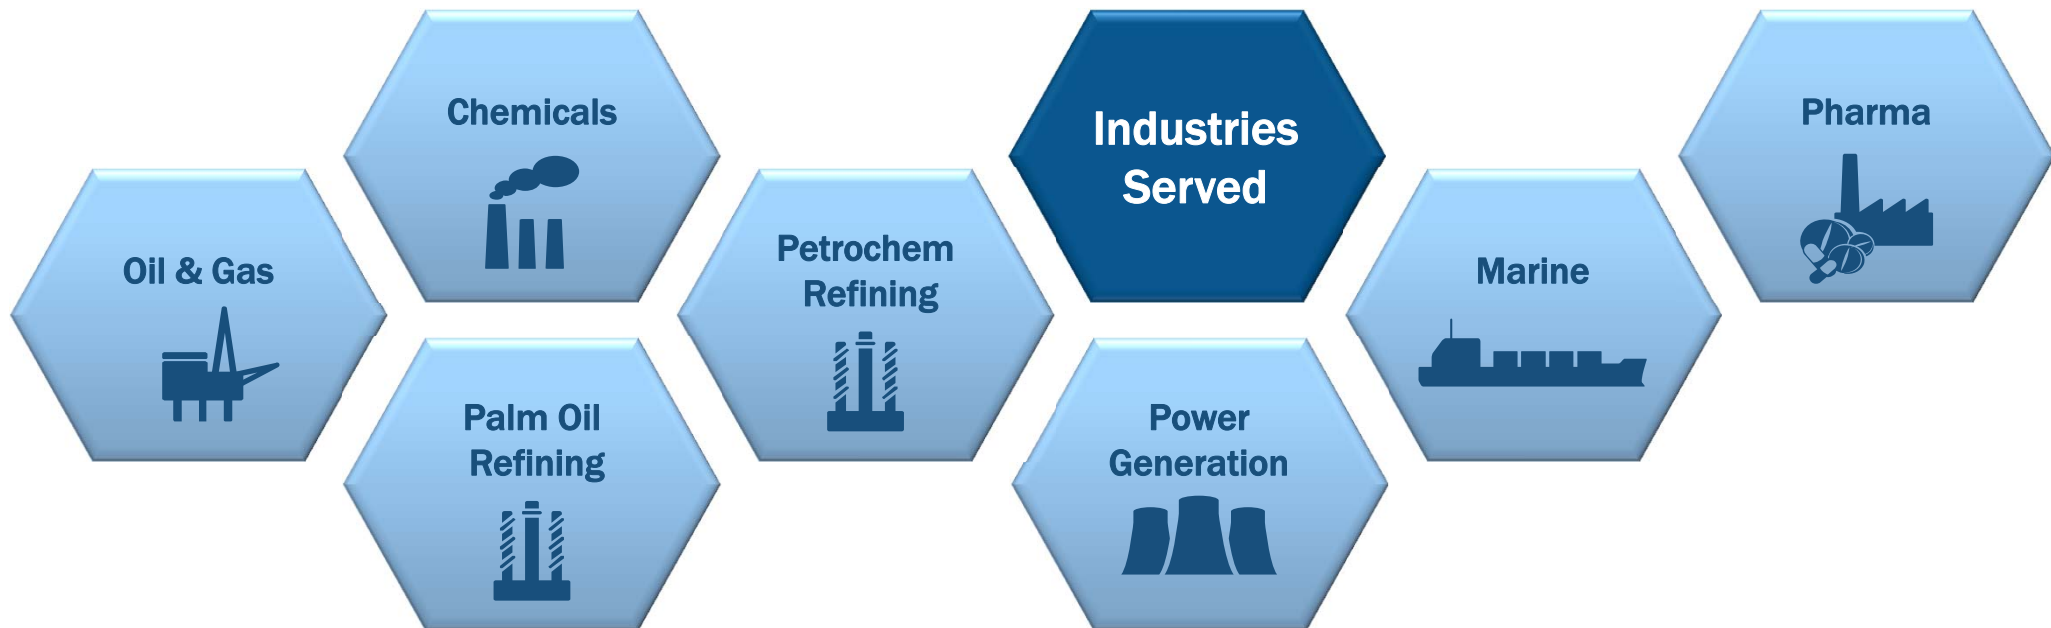 Chemicals
Industries
Served
Pharma
Oil & Gas
Petrochem
Refining
Marine
Palm Oil
Refining
Power
Generation